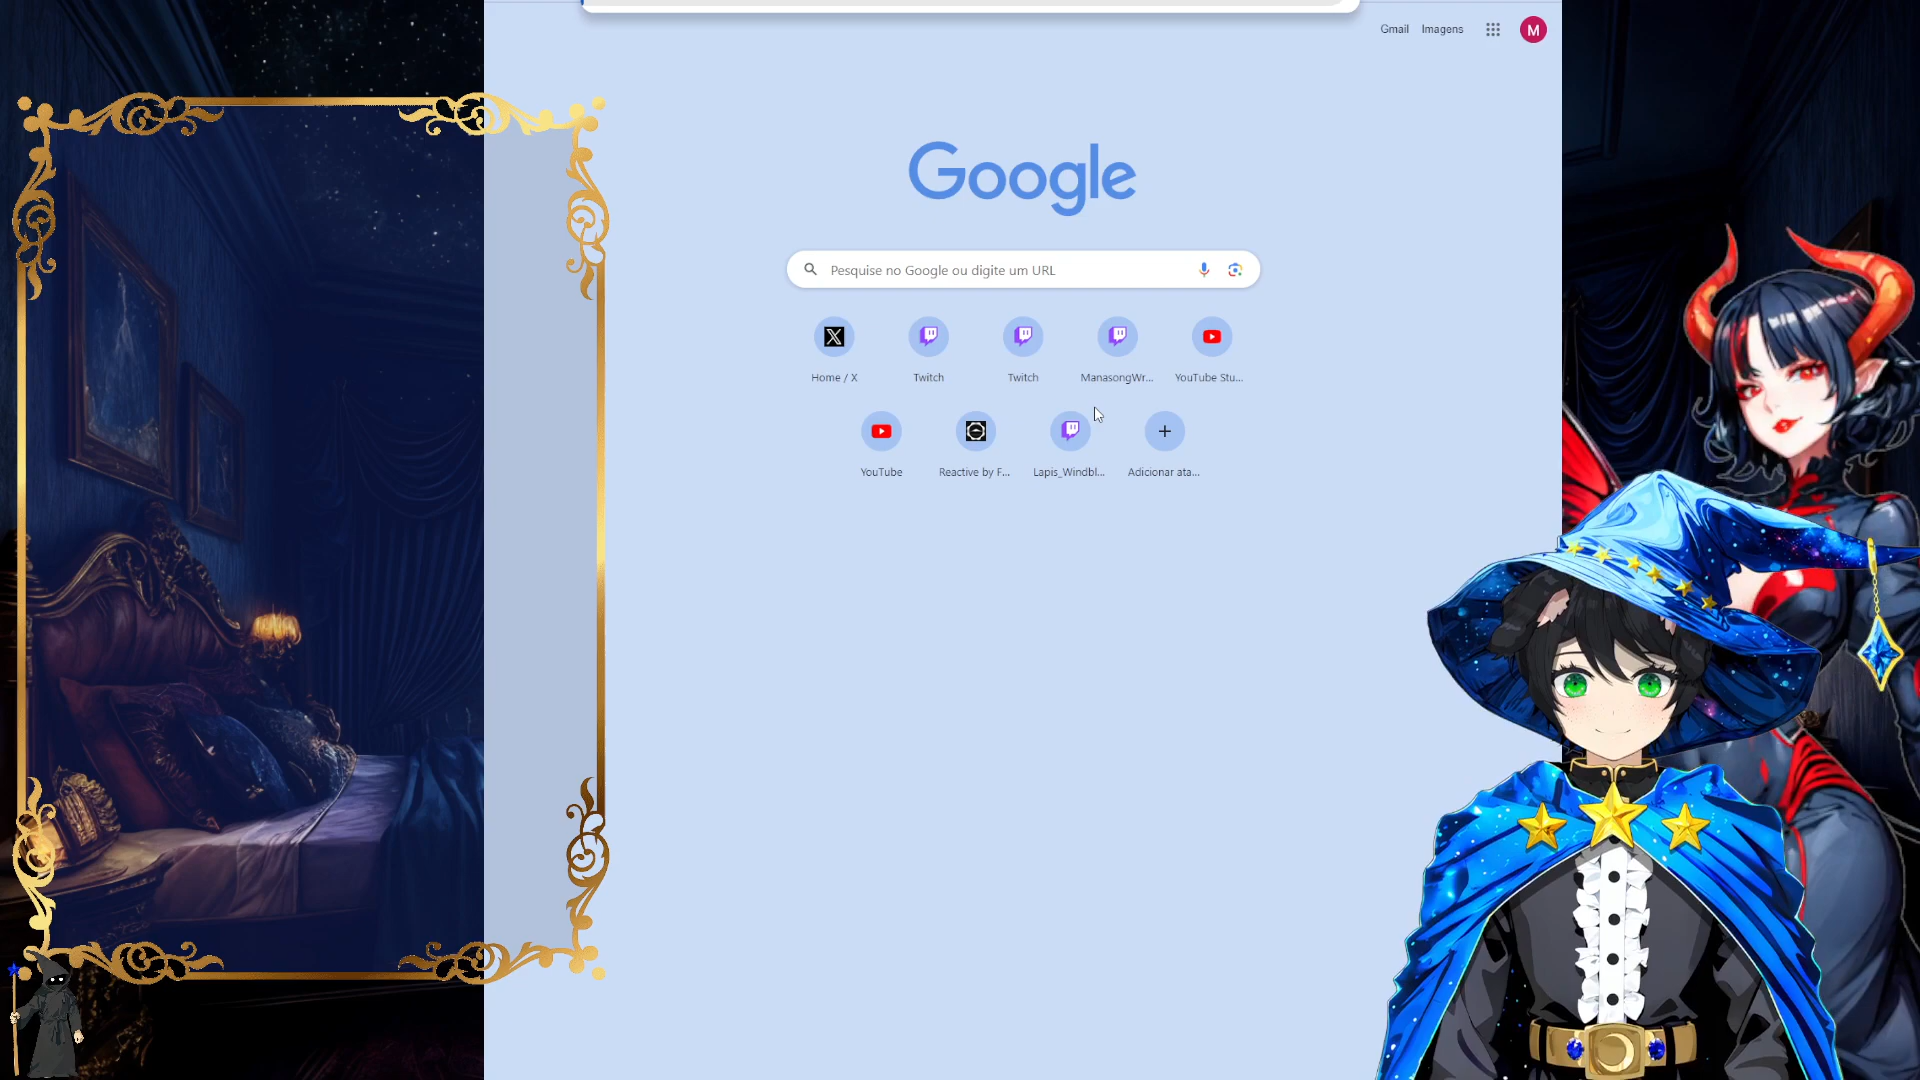 Gmail Imagens M
Google
Pesquise no Google ou digite um URL
Home / X Twitch Twitch ManasongWr... YouTube Stu...
YouTube Reactive by F... Lapis_Windbl... Adicionar ata...